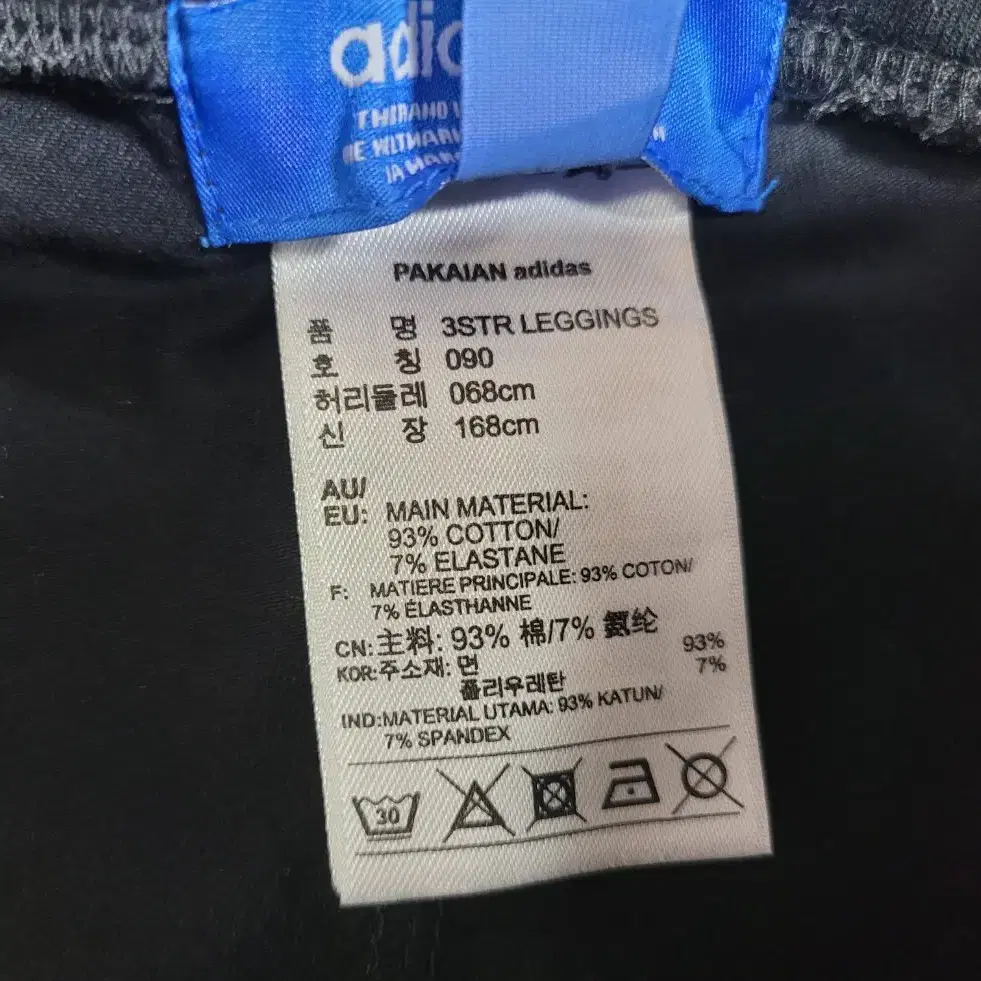 adi
PAKAIAN adidas
품 명 3STR LEGGINGS
호 칭 090
허리둘레 068cm
신 장 168cm
AU/
EU: MAIN MATERIAL:
93% COTTON/
7% ELASTANE
F: MATIERE PRINCIPALE: 93% COTON/
7% ÉLASTHANNE
CN:主料: 93% 棉/7% 氨纶
KOR:주소재: 면 93%
폴리우레탄 7%
IND:MATERIAL UTAMA: 93% KATUN/
7% SPANDEX
30